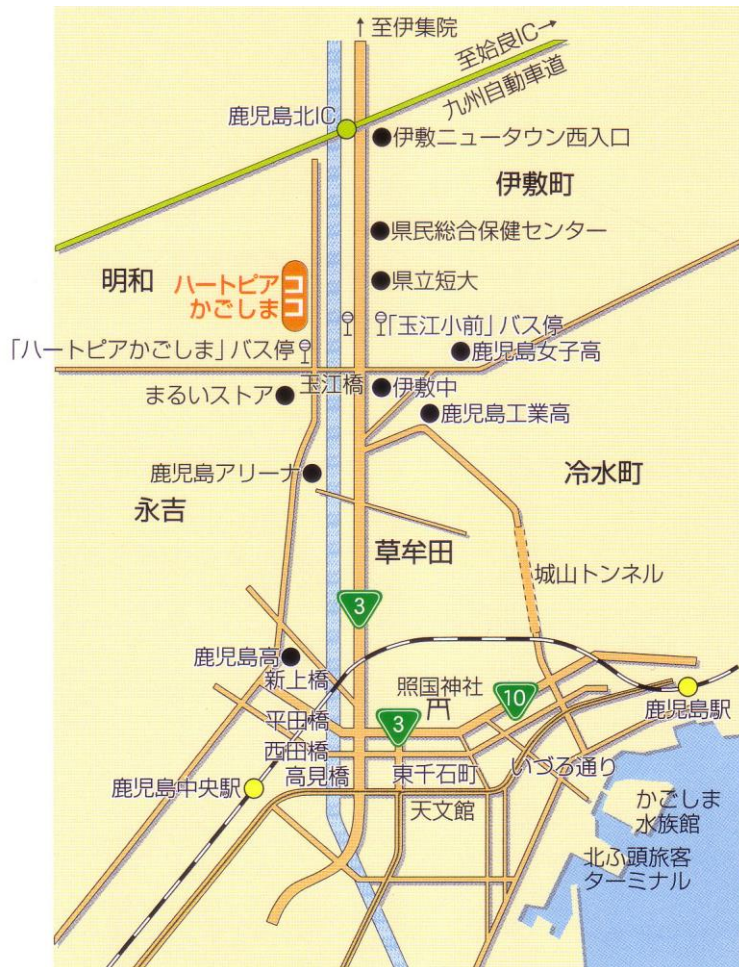 ↑至伊集院
至姶良IC→
九州自動車道
鹿児島北IC
伊敷ニュータウン西入口
伊敷町
県民総合保健センター
明和
ハートピア
かごしま
ココ
県立短大
「玉江小前」バス停
「ハートピアかごしま」バス停
鹿児島女子高
玉江橋
伊敷中
まるいストア
鹿児島工業高
鹿児島アリーナ
冷水町
永吉
草牟田
城山トンネル
3
鹿児島高
新上橋
照国神社
10
鹿児島駅
平田橋
3
西田橋
高見橋
東千石町
いづろ通り
鹿児島中央駅
天文館
かごしま
水族館
北ふ頭旅客
ターミナル